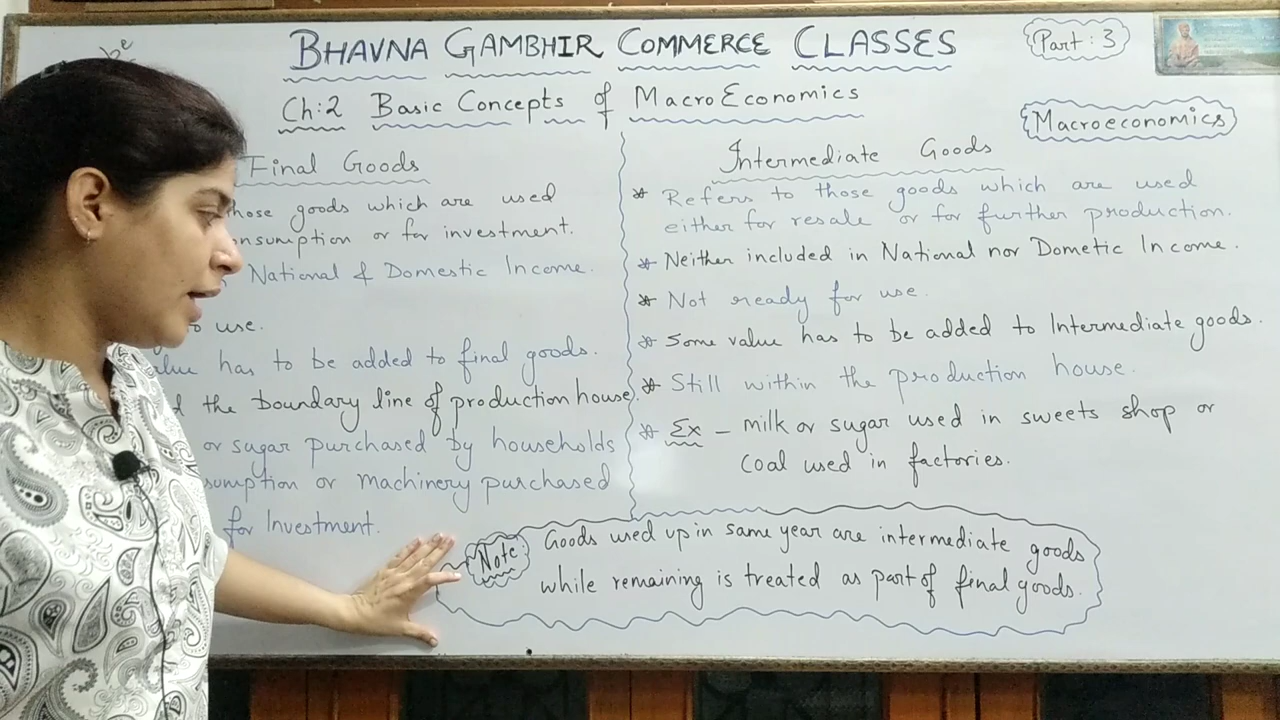 BHAVNA GAMBHIR COMMERCE CLASSES
Part : 3
be
Ch:2 Basic Concepts of MacroEconomics
Macroeconomics
Final Goods
goods which are used
or for investment.
National & Domestic Income.
use.
has to be added to final goods.
the boundary line of production house.
or sugar purchased by households
or Machinery purchased
for Investment.
Intermediate Goods
* Refers to those goods which are used
either for resale or for further production.
* Neither included in National nor Dometic Income.
* Not ready for use.
* Some value has to be added to Intermediate goods.
* Still within the production house.
* Ex – milk or sugar used in sweets shop or
coal used in factories.
Note: Goods used up in same year are intermediate goods
while remaining is treated as part of final goods.